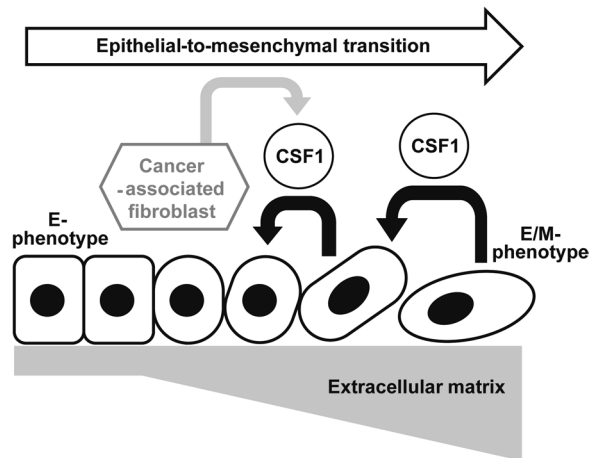 Epithelial-to-mesenchymal transition
CSF1
CSF1
Cancer
-associated
fibroblast
E-
phenotype
E/M-
phenotype
Extracellular matrix